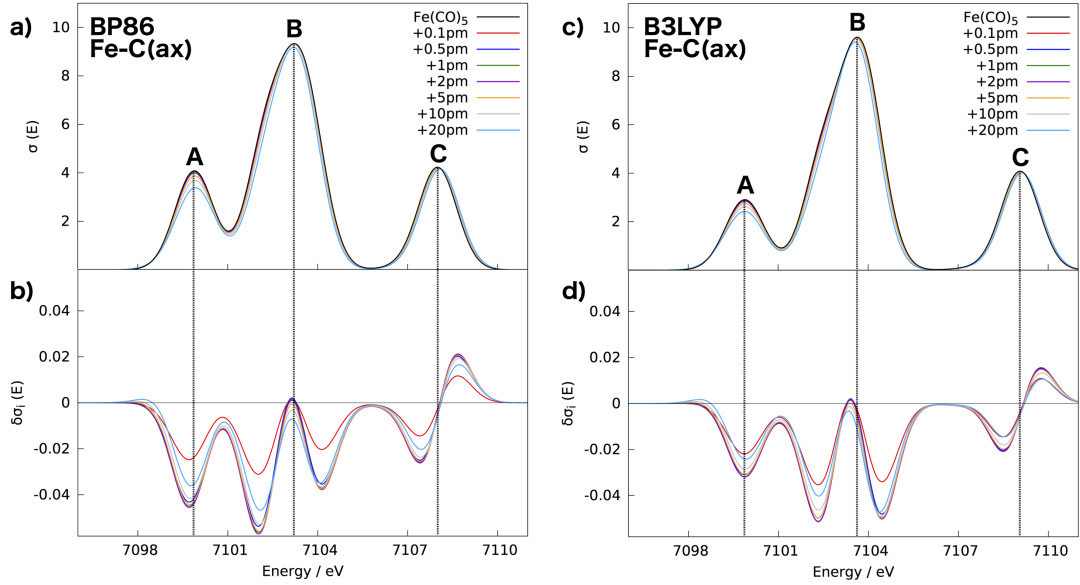 a)
BP86
Fe-C(ax)
A
B
C
Fe(CO)₅
+0.1pm
+0.5pm
+1pm
+2pm
+5pm
+10pm
+20pm
σ (E)
10
8
6
4
2
b)
δσᵢ (E)
0.04
0.02
0
-0.02
-0.04
7098
7101
7104
7107
7110
Energy / eV
c)
B3LYP
Fe-C(ax)
A
B
C
Fe(CO)₅
+0.1pm
+0.5pm
+1pm
+2pm
+5pm
+10pm
+20pm
σ (E)
10
8
6
4
2
d)
δσᵢ (E)
0.04
0.02
0
-0.02
-0.04
7098
7101
7104
7107
7110
Energy / eV